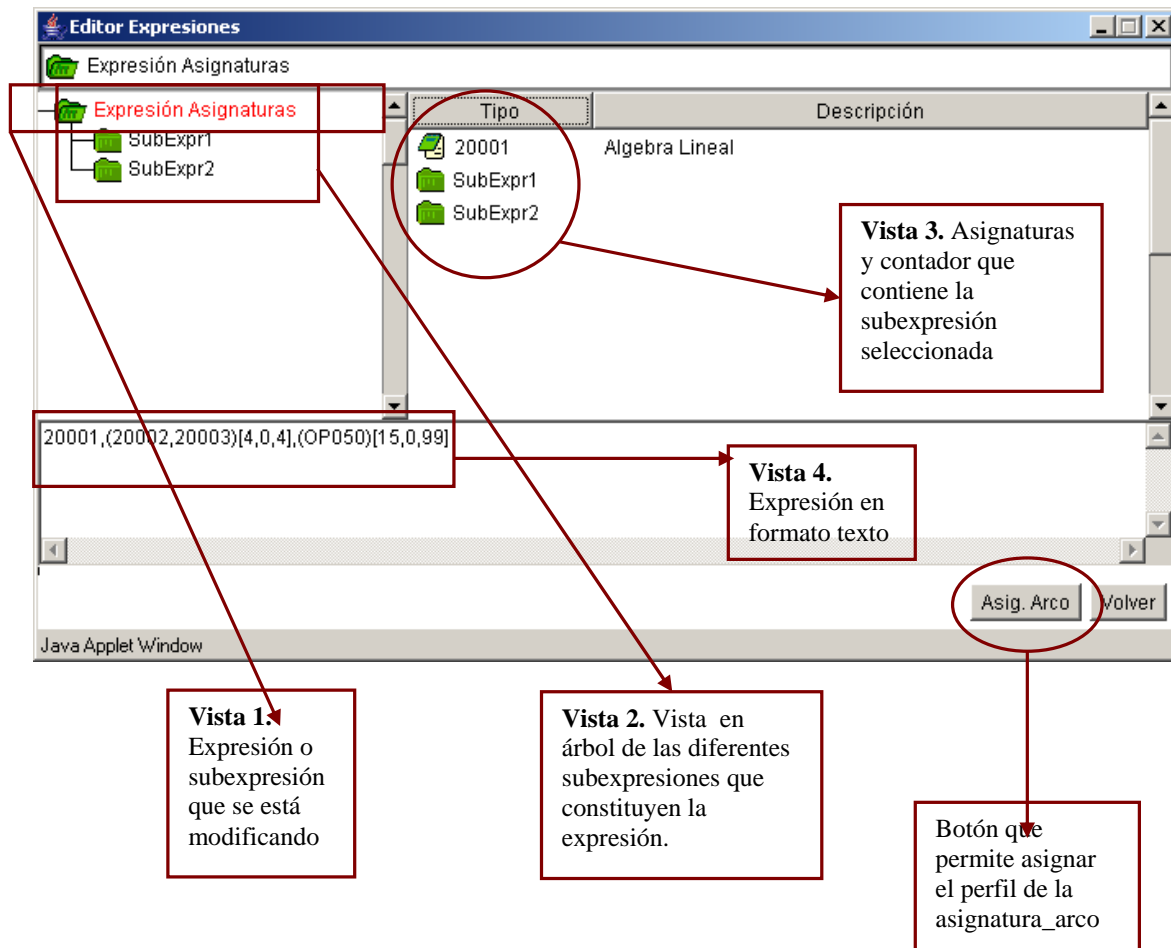 Editor Expresiones
Expresión Asignaturas
Expresión Asignaturas
SubExpr1
SubExpr2
Tipo
Descripción
20001
Algebra Lineal
SubExpr1
SubExpr2
Vista 3. Asignaturas
y contador que
contiene la
subexpresión
seleccionada
20001,(20002,20003)[4,0,4],(OP050)[15,0,99]
Vista 4.
Expresión en
formato texto
Asig. Arco
Volver
Java Applet Window
Vista 1.
Expresión o
subexpresión
que se está
modificando
Vista 2. Vista en
árbol de las diferentes
subexpresiones que
constituyen la
expresión.
Botón que
permite asignar
el perfil de la
asignatura_arco